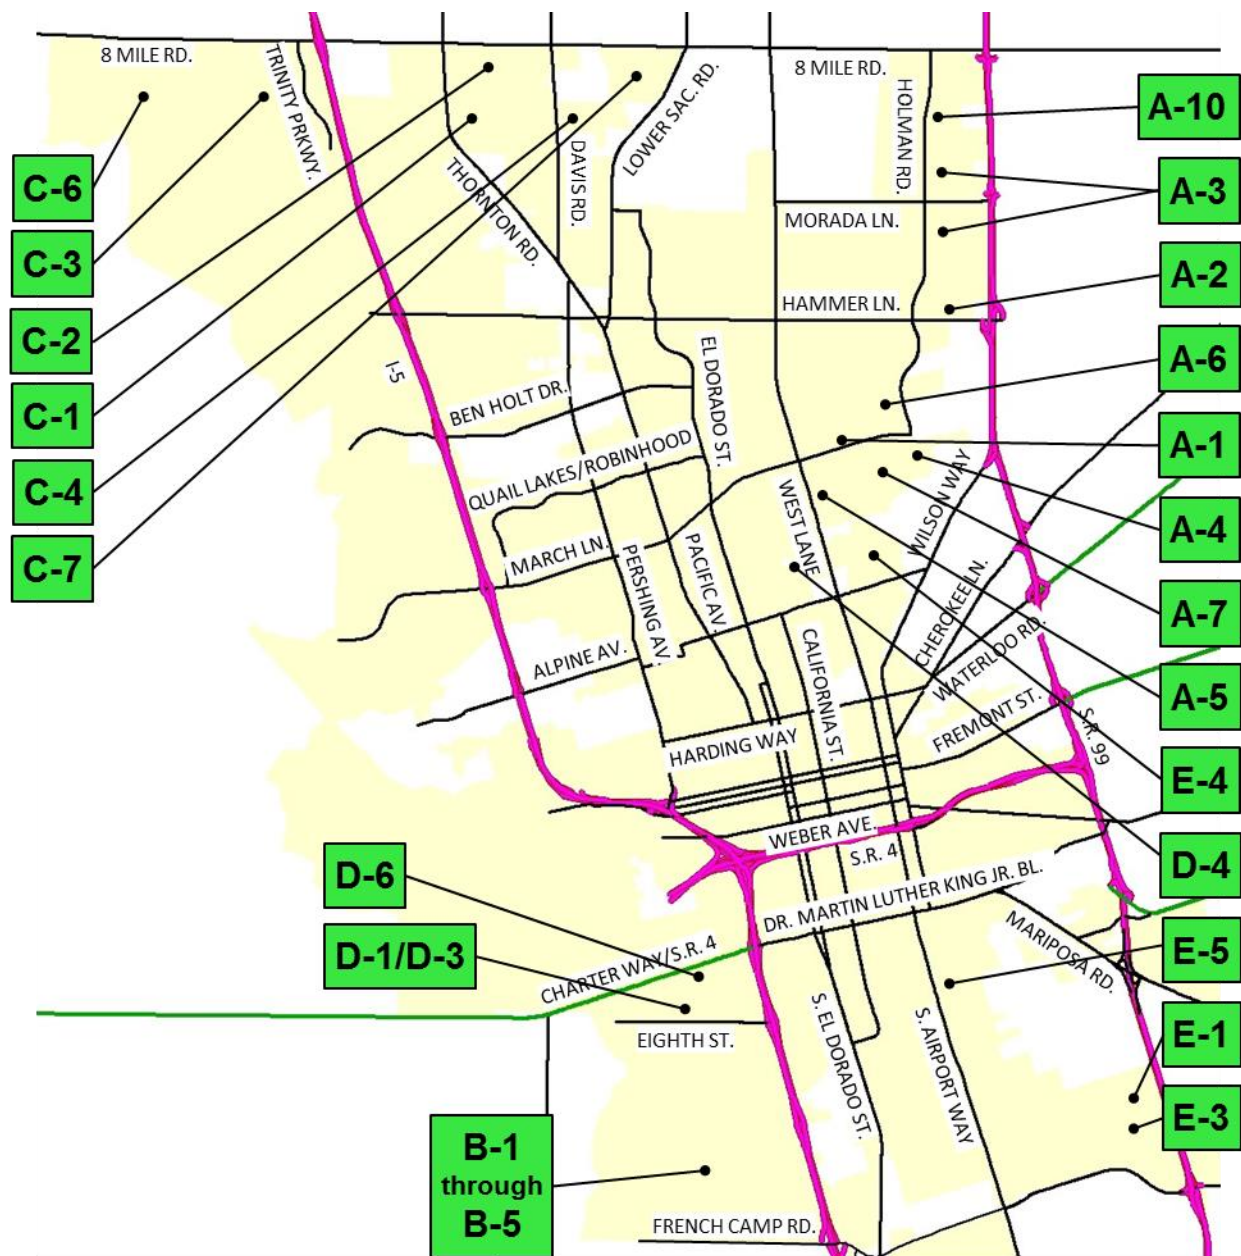 8 MILE RD.
TRINITY PRKWY.
8 MILE RD.
LOWER SAC. RD.
HOLMAN RD.
DAVIS RD.
THORNTON RD.
MORADA LN.
HAMMER LN.
I-5
BEN HOLT DR.
EL DORADO ST.
QUAIL LAKES/ROBINHOOD
MARCH LN.
PERSHING AV.
PACIFIC AV.
WEST LANE
WILSON WAY
CHEROKEE LN.
WATERLOO RD.
ALPINE AV.
CALIFORNIA ST.
HARDING WAY
FREMONT ST.
S.R. 99
WEBER AVE.
S.R. 4
DR. MARTIN LUTHER KING JR. BL.
MARIPOSA RD.
CHARTER WAY/S.R. 4
EIGHTH ST.
S. EL DORADO ST.
S. AIRPORT WAY
FRENCH CAMP RD.
C-6
C-3
C-2
C-1
C-4
C-7
A-10
A-3
A-2
A-6
A-1
A-4
A-7
A-5
E-4
D-4
E-5
E-1
E-3
D-6
D-1/D-3
B-1
through
B-5